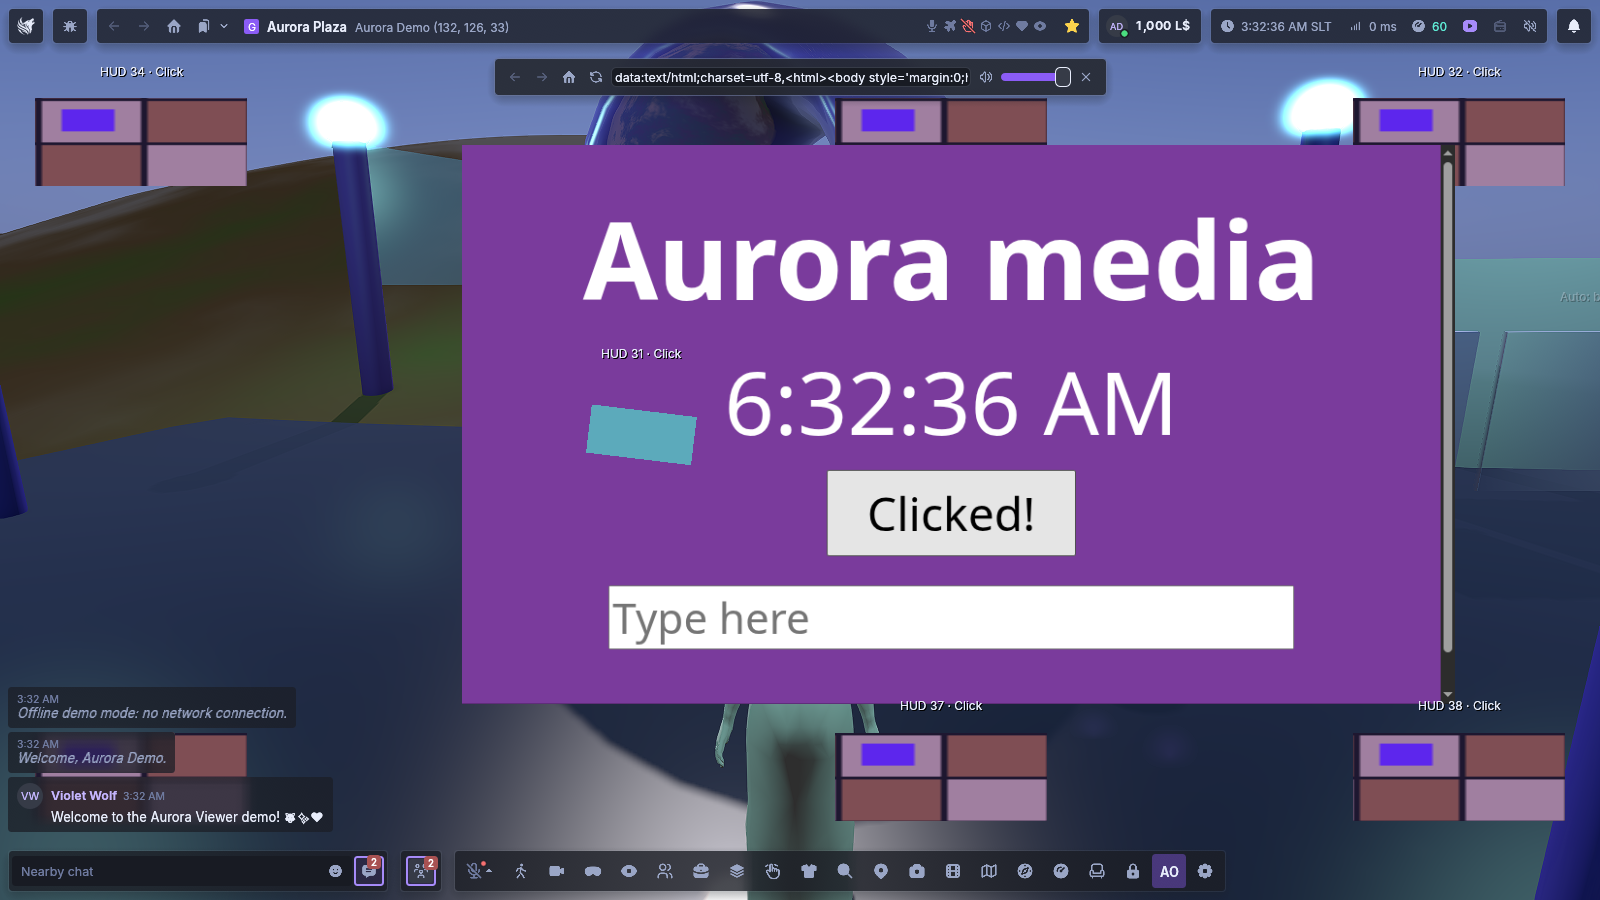 G Aurora Plaza Aurora Demo (132, 126, 33)
AD 1,000 L$
3:32:36 AM SLT
0 ms
60
HUD 34 · Click
data:text/html;charset=utf-8,<html><body style='margin:0;
HUD 32 · Click
Aurora media
Auto:
HUD 31 · Click
6:32:36 AM
Clicked!
Type here
3:32 AM
Offline demo mode: no network connection.
HUD 37 · Click
HUD 38 · Click
3:32 AM
Welcome, Aurora Demo.
VW Violet Wolf 3:32 AM
Welcome to the Aurora Viewer demo!
Nearby chat
2
2
AO